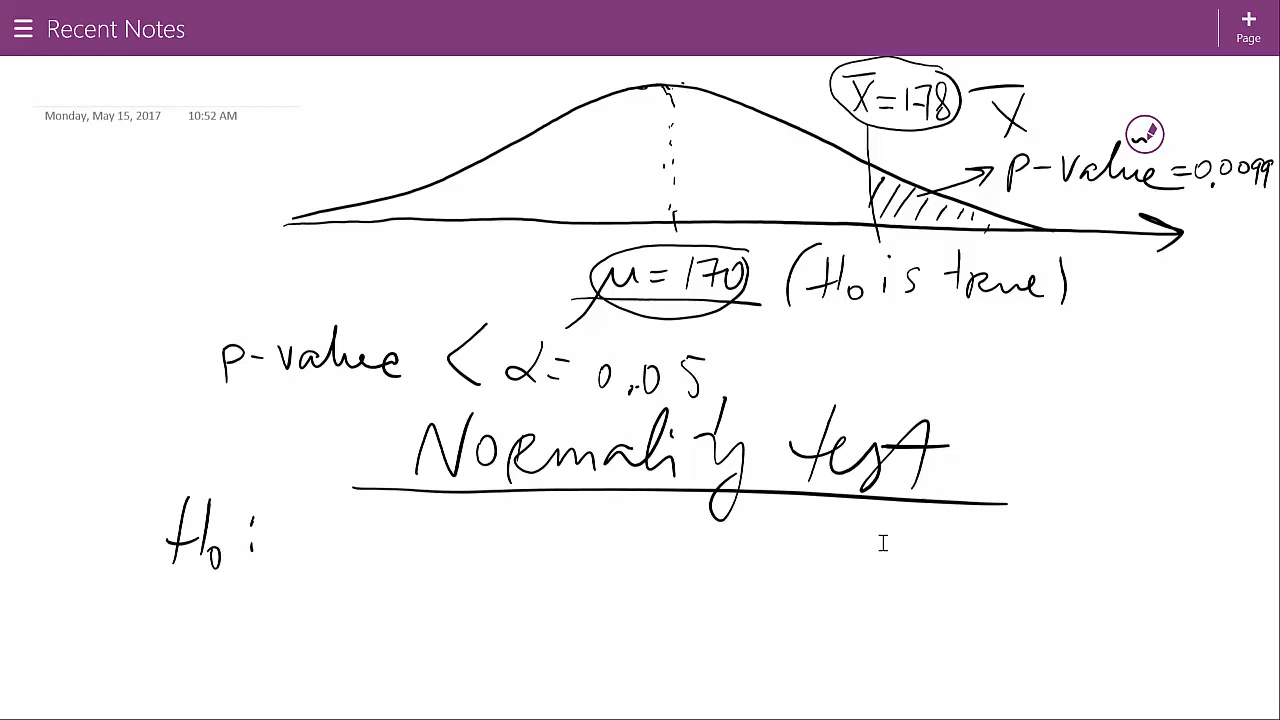 Recent Notes
+
Page
Monday, May 15, 2017 10:52 AM
X̅ = 178
X̅
p-value = 0.0099
μ = 170 (H₀ is true)
p-value < α = 0.05
Normality test
H₀ :